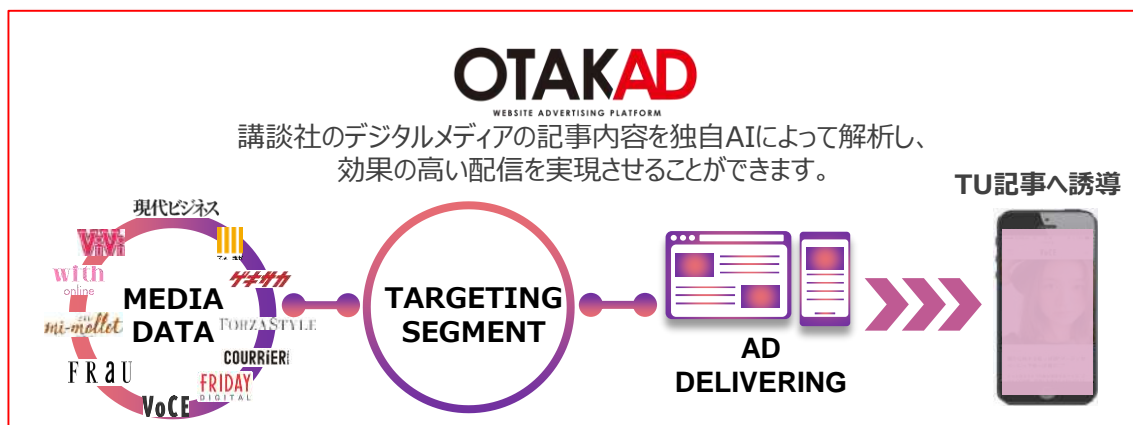 OTAKAD
WEBSITE ADVERTISING PLATFORM
講談社のデジタルメディアの記事内容を独自AIによって解析し、
効果の高い配信を実現させることができます。
TU記事へ誘導
現代ビジネス
ViVi
with
online
ゲキサカ
mi-mollet
FORZA STYLE
FRaU
COURRiER
FRIDAY
DIGITAL
VoCE
MEDIA
DATA
TARGETING
SEGMENT
AD
DELIVERING